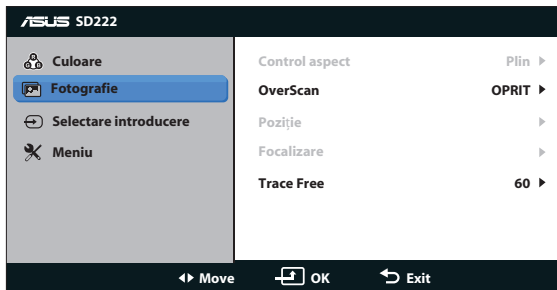 ASUS SD222
Culoare
Fotografie
Selectare introducere
Meniu
Control aspect Plin
OverScan OPRIT
Poziție
Focalizare
Trace Free 60
Move OK Exit